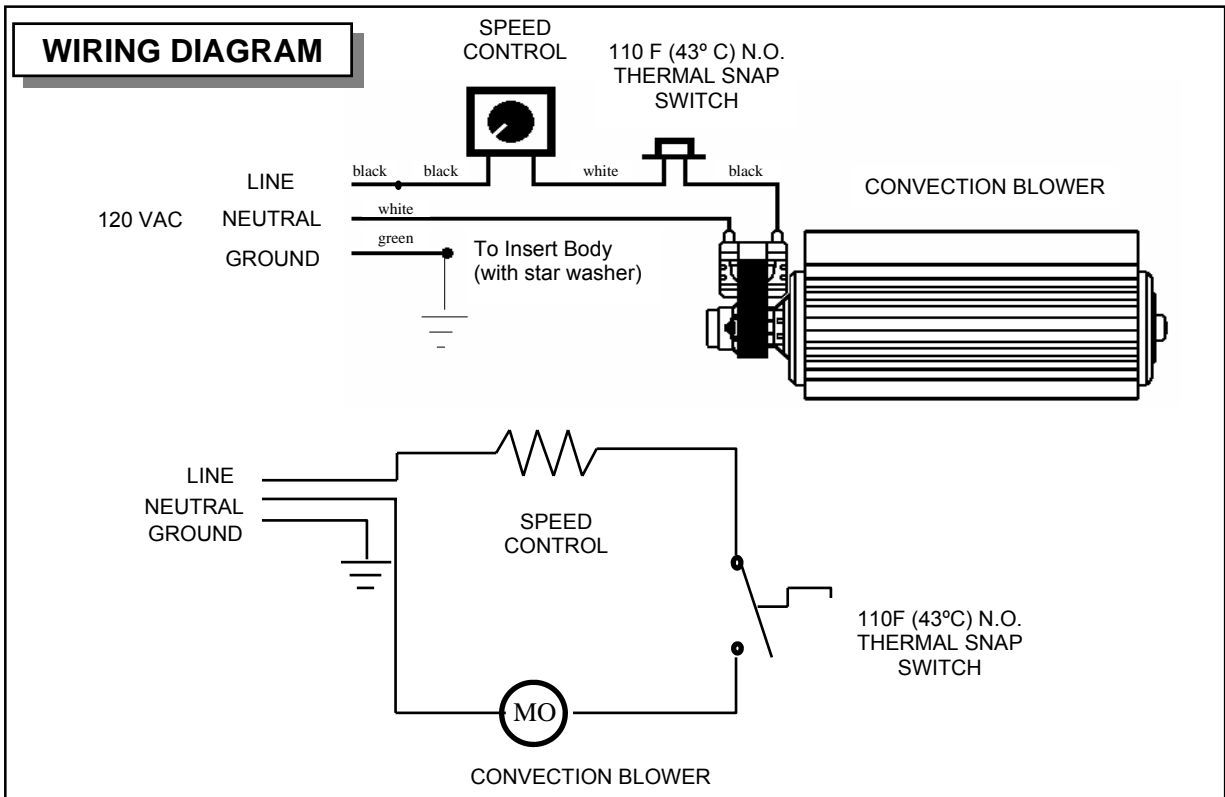 WIRING DIAGRAM
SPEED
CONTROL
110 F (43º C) N.O.
THERMAL SNAP
SWITCH
black
black
white
black
LINE
CONVECTION BLOWER
white
120 VAC
NEUTRAL
green
GROUND
To Insert Body
(with star washer)
LINE
NEUTRAL
GROUND
SPEED
CONTROL
110F (43ºC) N.O.
THERMAL SNAP
SWITCH
MO
CONVECTION BLOWER